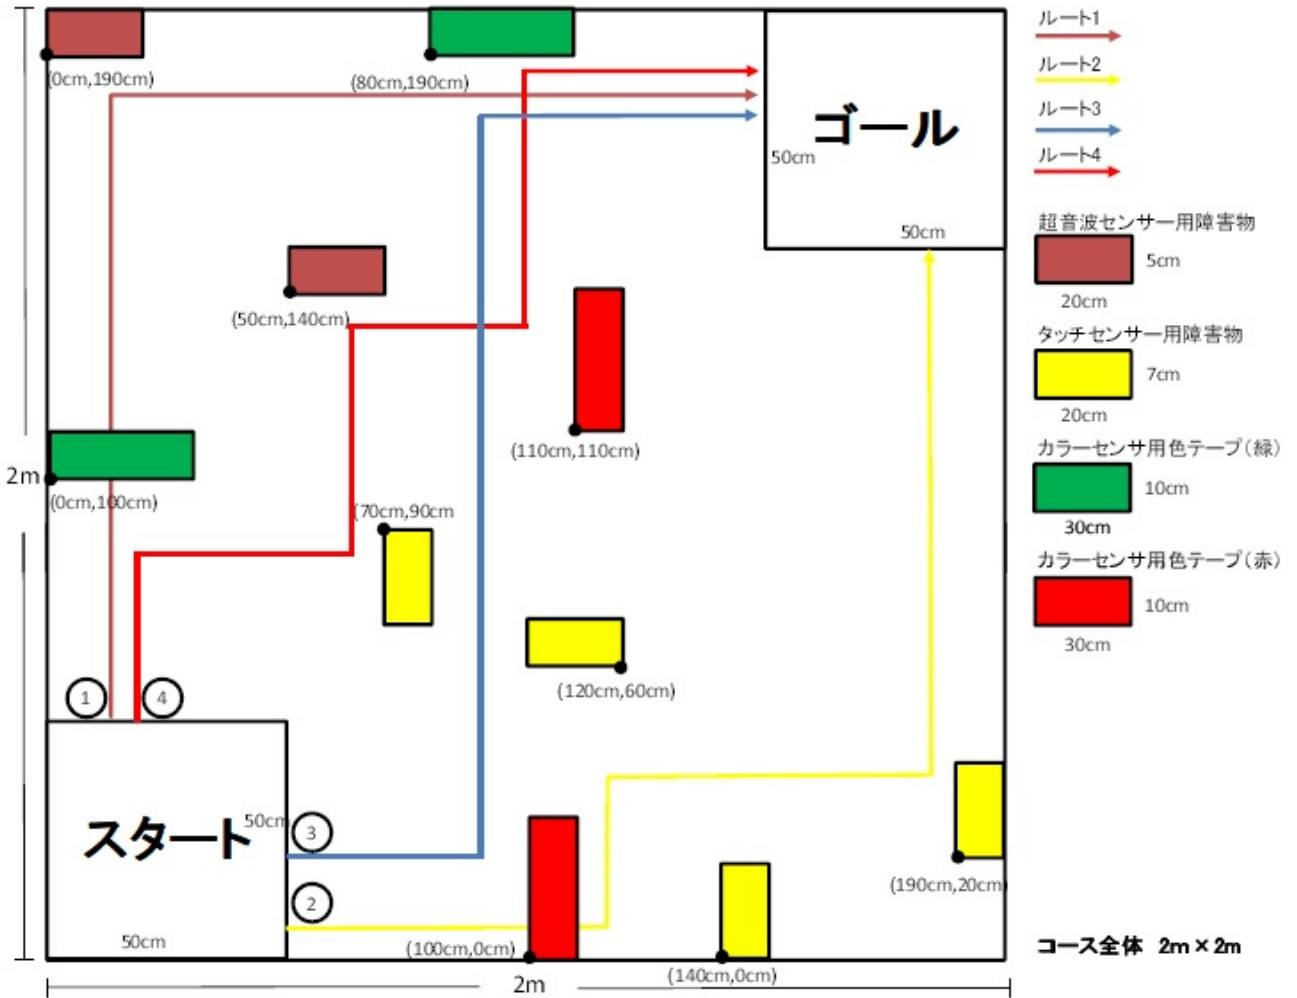 (0cm,190cm)
(80cm,190cm)
ゴール
50cm
50cm
(50cm,140cm)
(110cm,110cm)
2m
(0cm,100cm)
(70cm,90cm
(120cm,60cm)
1
4
スタート
50cm
3
2
50cm
(100cm,0cm)
(140cm,0cm)
(190cm,20cm)
2m
ルート1
ルート2
ルート3
ルート4
超音波センサー用障害物
5cm
20cm
タッチセンサー用障害物
7cm
20cm
カラーセンサ用色テープ(緑)
10cm
30cm
カラーセンサ用色テープ(赤)
10cm
30cm
コース全体 2m×2m